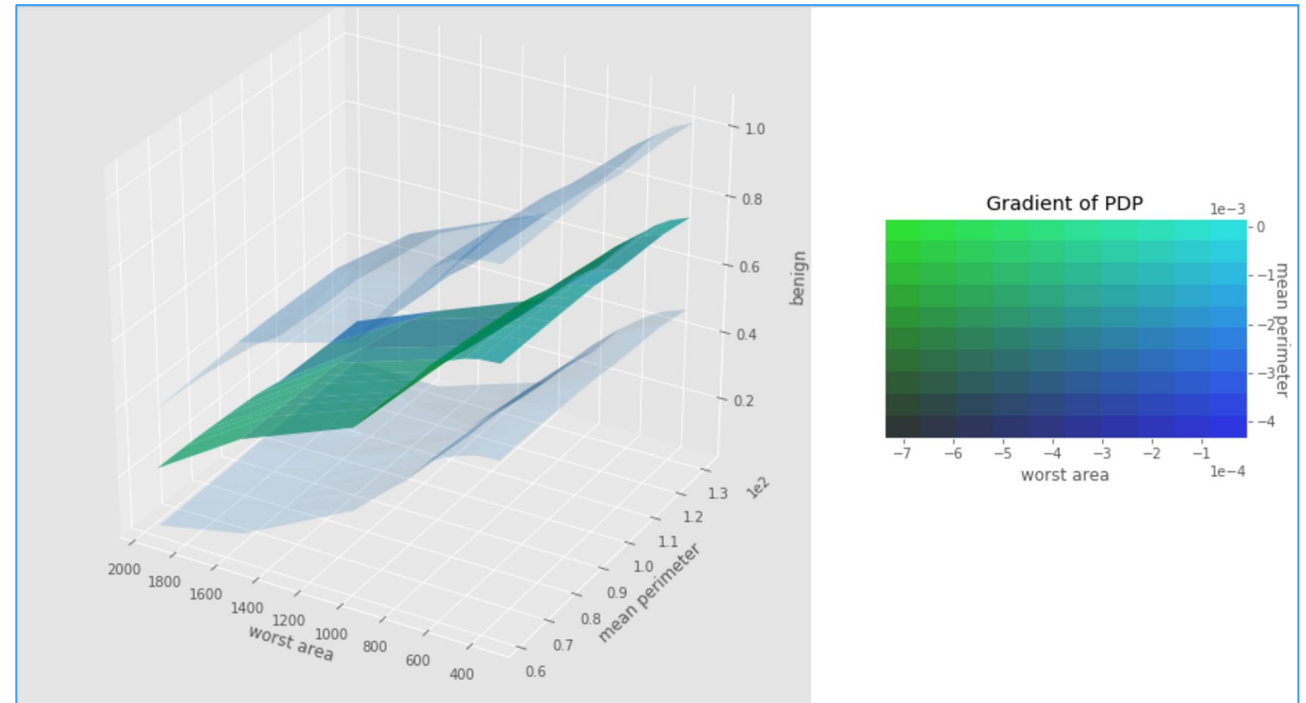 1.0
0.8
0.6
0.4
0.2
benign
2000
1800
1600
1400
1200
1000
800
600
400
worst area
0.6
0.7
0.8
0.9
1.0
1.1
1.2
1.3
1e2
mean perimeter
Gradient of PDP
1e−3
0
−1
−2
−3
−4
mean perimeter
−7 −6 −5 −4 −3 −2 −1
worst area
1e−4